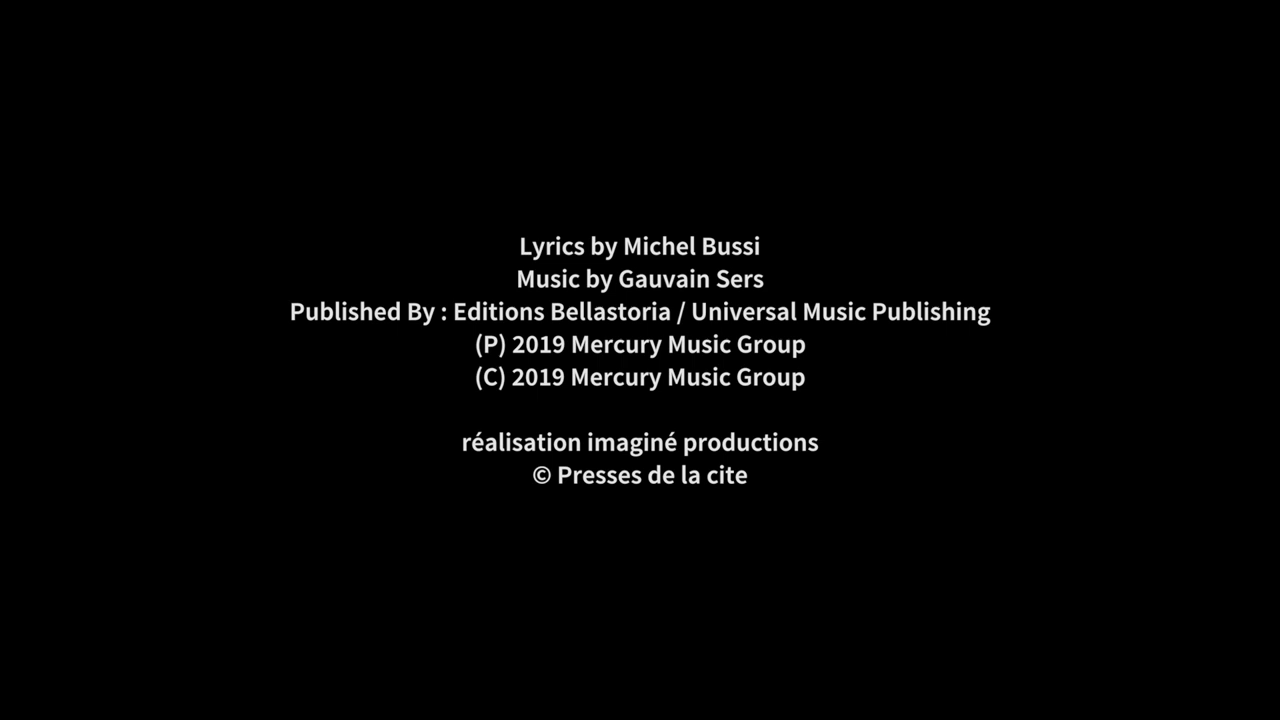 Lyrics by Michel Bussi
Music by Gauvain Sers
Published By : Editions Bellastoria / Universal Music Publishing
(P) 2019 Mercury Music Group
(C) 2019 Mercury Music Group
réalisation imaginé productions
© Presses de la cite